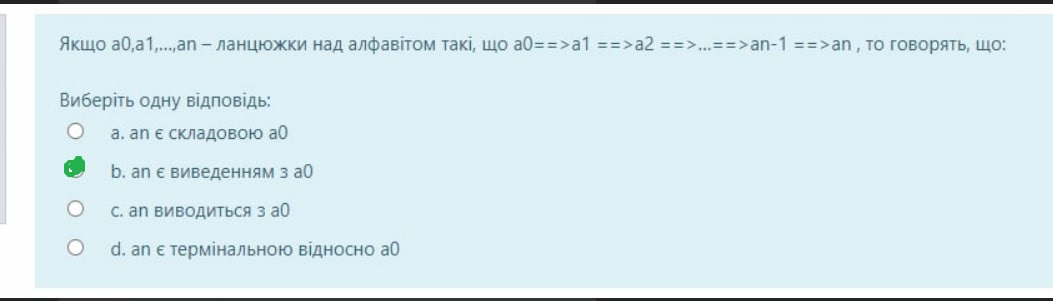 Якщо a0,a1,...,an – ланцюжки над алфавітом такі, що a0==>a1 ==>a2 ==>...==>an-1 ==>an , то говорять, що:
Виберіть одну відповідь:
a. an є складовою a0
b. an є виведенням з a0
c. an виводиться з a0
d. an є термінальною відносно a0